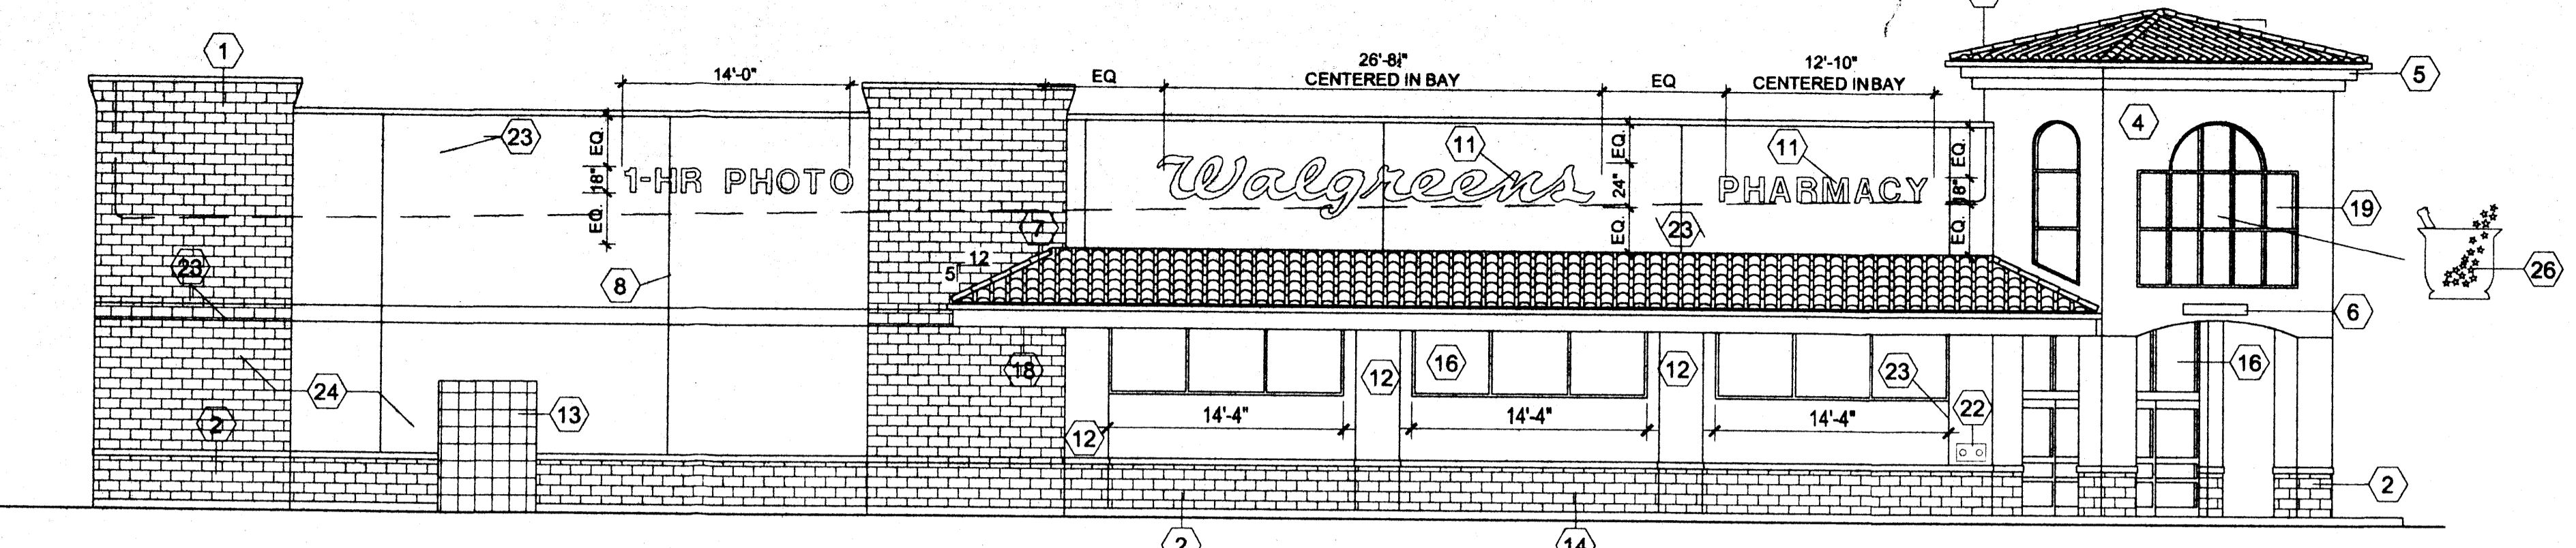 1
14'-0"
EQ
26'-8½"
CENTERED IN BAY
EQ
12'-10"
CENTERED IN BAY
5
4
23
EQ.
18"
EQ.
1-HR PHOTO
11
Walgreens
EQ.
24"
EQ.
11
PHARMACY
EQ.
18"
EQ.
23
19
26
7
12
5
23
8
6
18
24
13
2
12
16
12
12
23
22
16
14'-4"
14'-4"
14'-4"
2
2
14